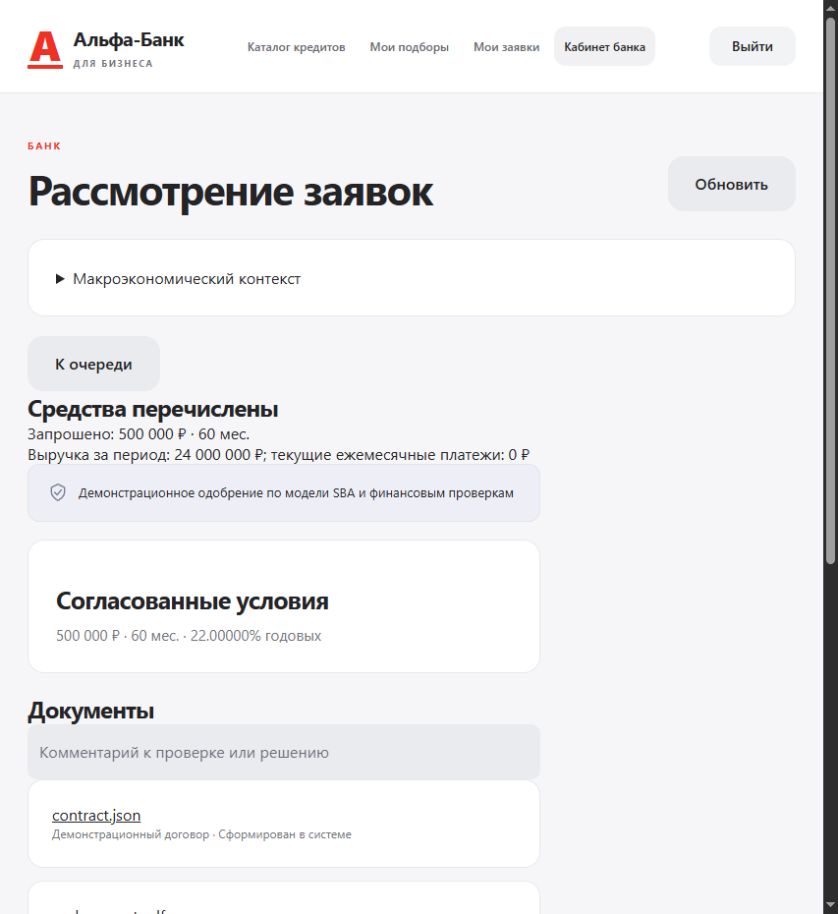 Альфа-Банк
ДЛЯ БИЗНЕСА
Каталог кредитов
Мои подборы
Мои заявки
Кабинет банка
Выйти
БАНК
Рассмотрение заявок
Обновить
Макроэкономический контекст
К очереди
Средства перечислены
Запрошено: 500 000 ₽ · 60 мес.
Выручка за период: 24 000 000 ₽; текущие ежемесячные платежи: 0 ₽
Демонстрационное одобрение по модели SBA и финансовым проверкам
Согласованные условия
500 000 ₽ · 60 мес. · 22.00000% годовых
Документы
Комментарий к проверке или решению
contract.json
Демонстрационный договор · Сформирован в системе